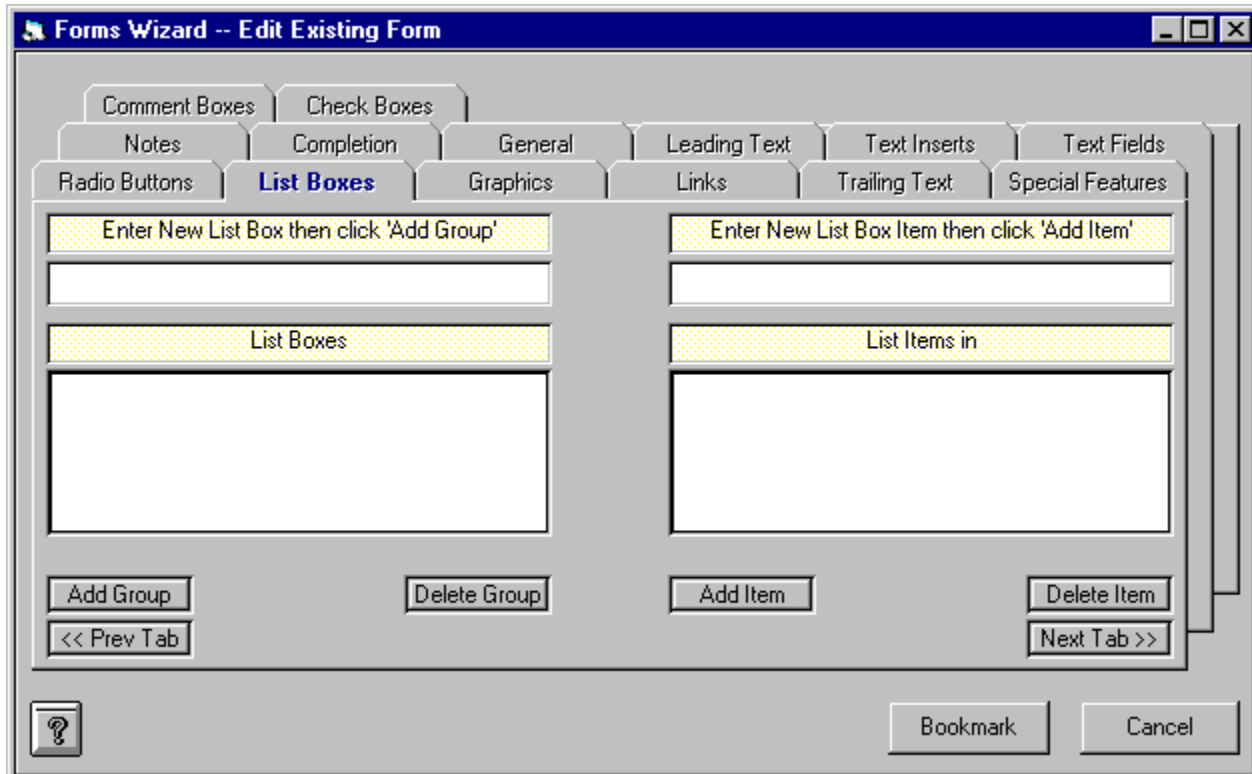 Forms Wizard -- Edit Existing Form
Comment Boxes Check Boxes
Notes Completion General Leading Text Text Inserts Text Fields
Radio Buttons List Boxes Graphics Links Trailing Text Special Features
Enter New List Box then click 'Add Group' Enter New List Box Item then click 'Add Item'
List Boxes List Items in
Add Group Delete Group Add Item Delete Item
<< Prev Tab Next Tab >>
? Bookmark Cancel